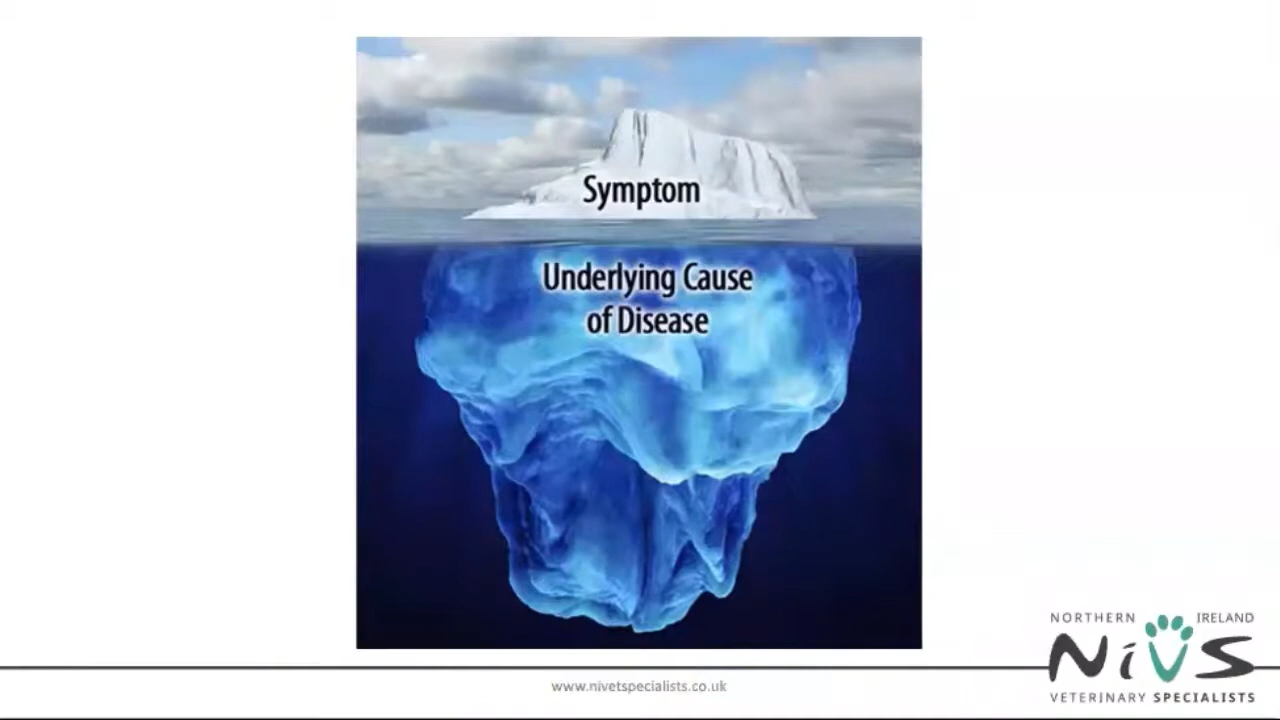 Symptom
Underlying Cause
of Disease
www.nivetspecialists.co.uk
NORTHERN IRELAND
NiVS
VETERINARY SPECIALISTS